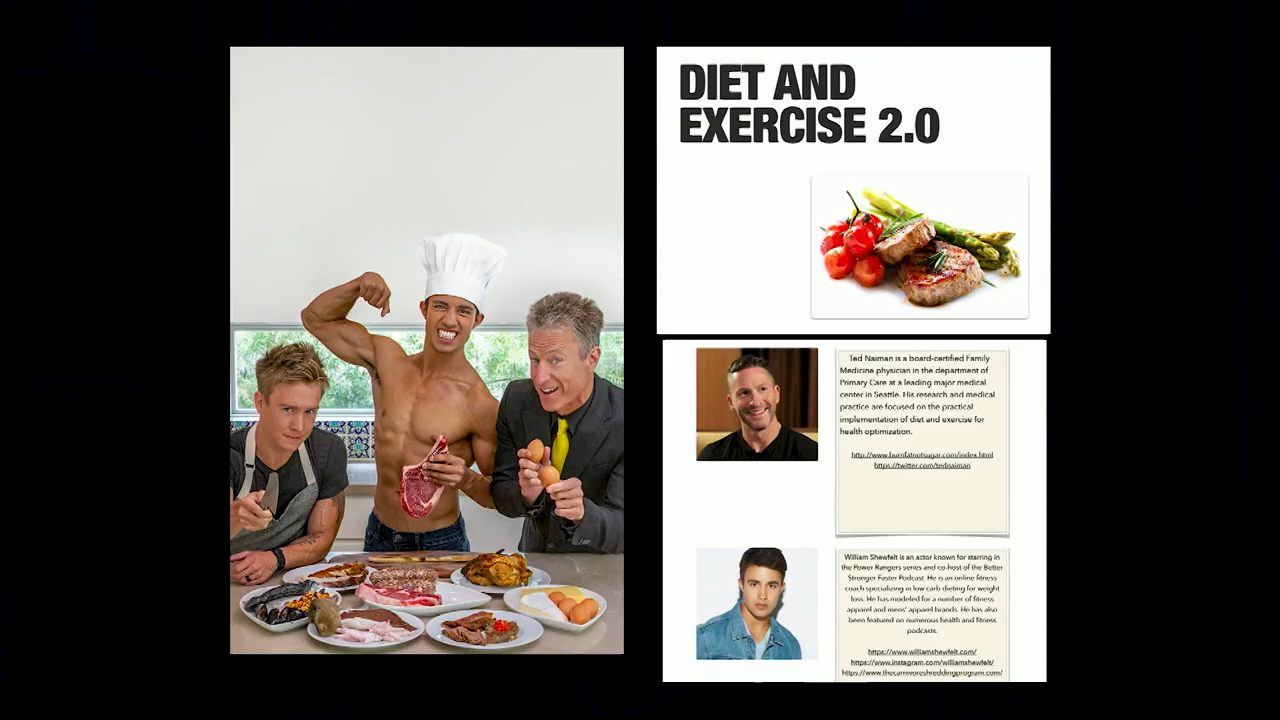 DIET AND
EXERCISE 2.0
Ted Naiman is a board-certified Family
Medicine physician in the department of
Primary Care at a leading major medical
center in Seattle. His research and medical
practice are focused on the practical
implementation of diet and exercise for
health optimization.
http://www.burnfatnotsugar.com/index.html
https://twitter.com/tednaiman
William Shewfelt is an actor known for starring in
the Power Rangers series and co-host of the Better
Stronger Faster Podcast. He is an online fitness
coach specializing in low carb dieting for weight
loss. He has modeled for a number of fitness
apparel and mens' apparel brands. He has also
been featured on numerous health and fitness
podcasts.
https://www.williamshewfelt.com/
https://www.instagram.com/williamshewfelt/
https://www.thecarnivoreshreddingprogram.com/